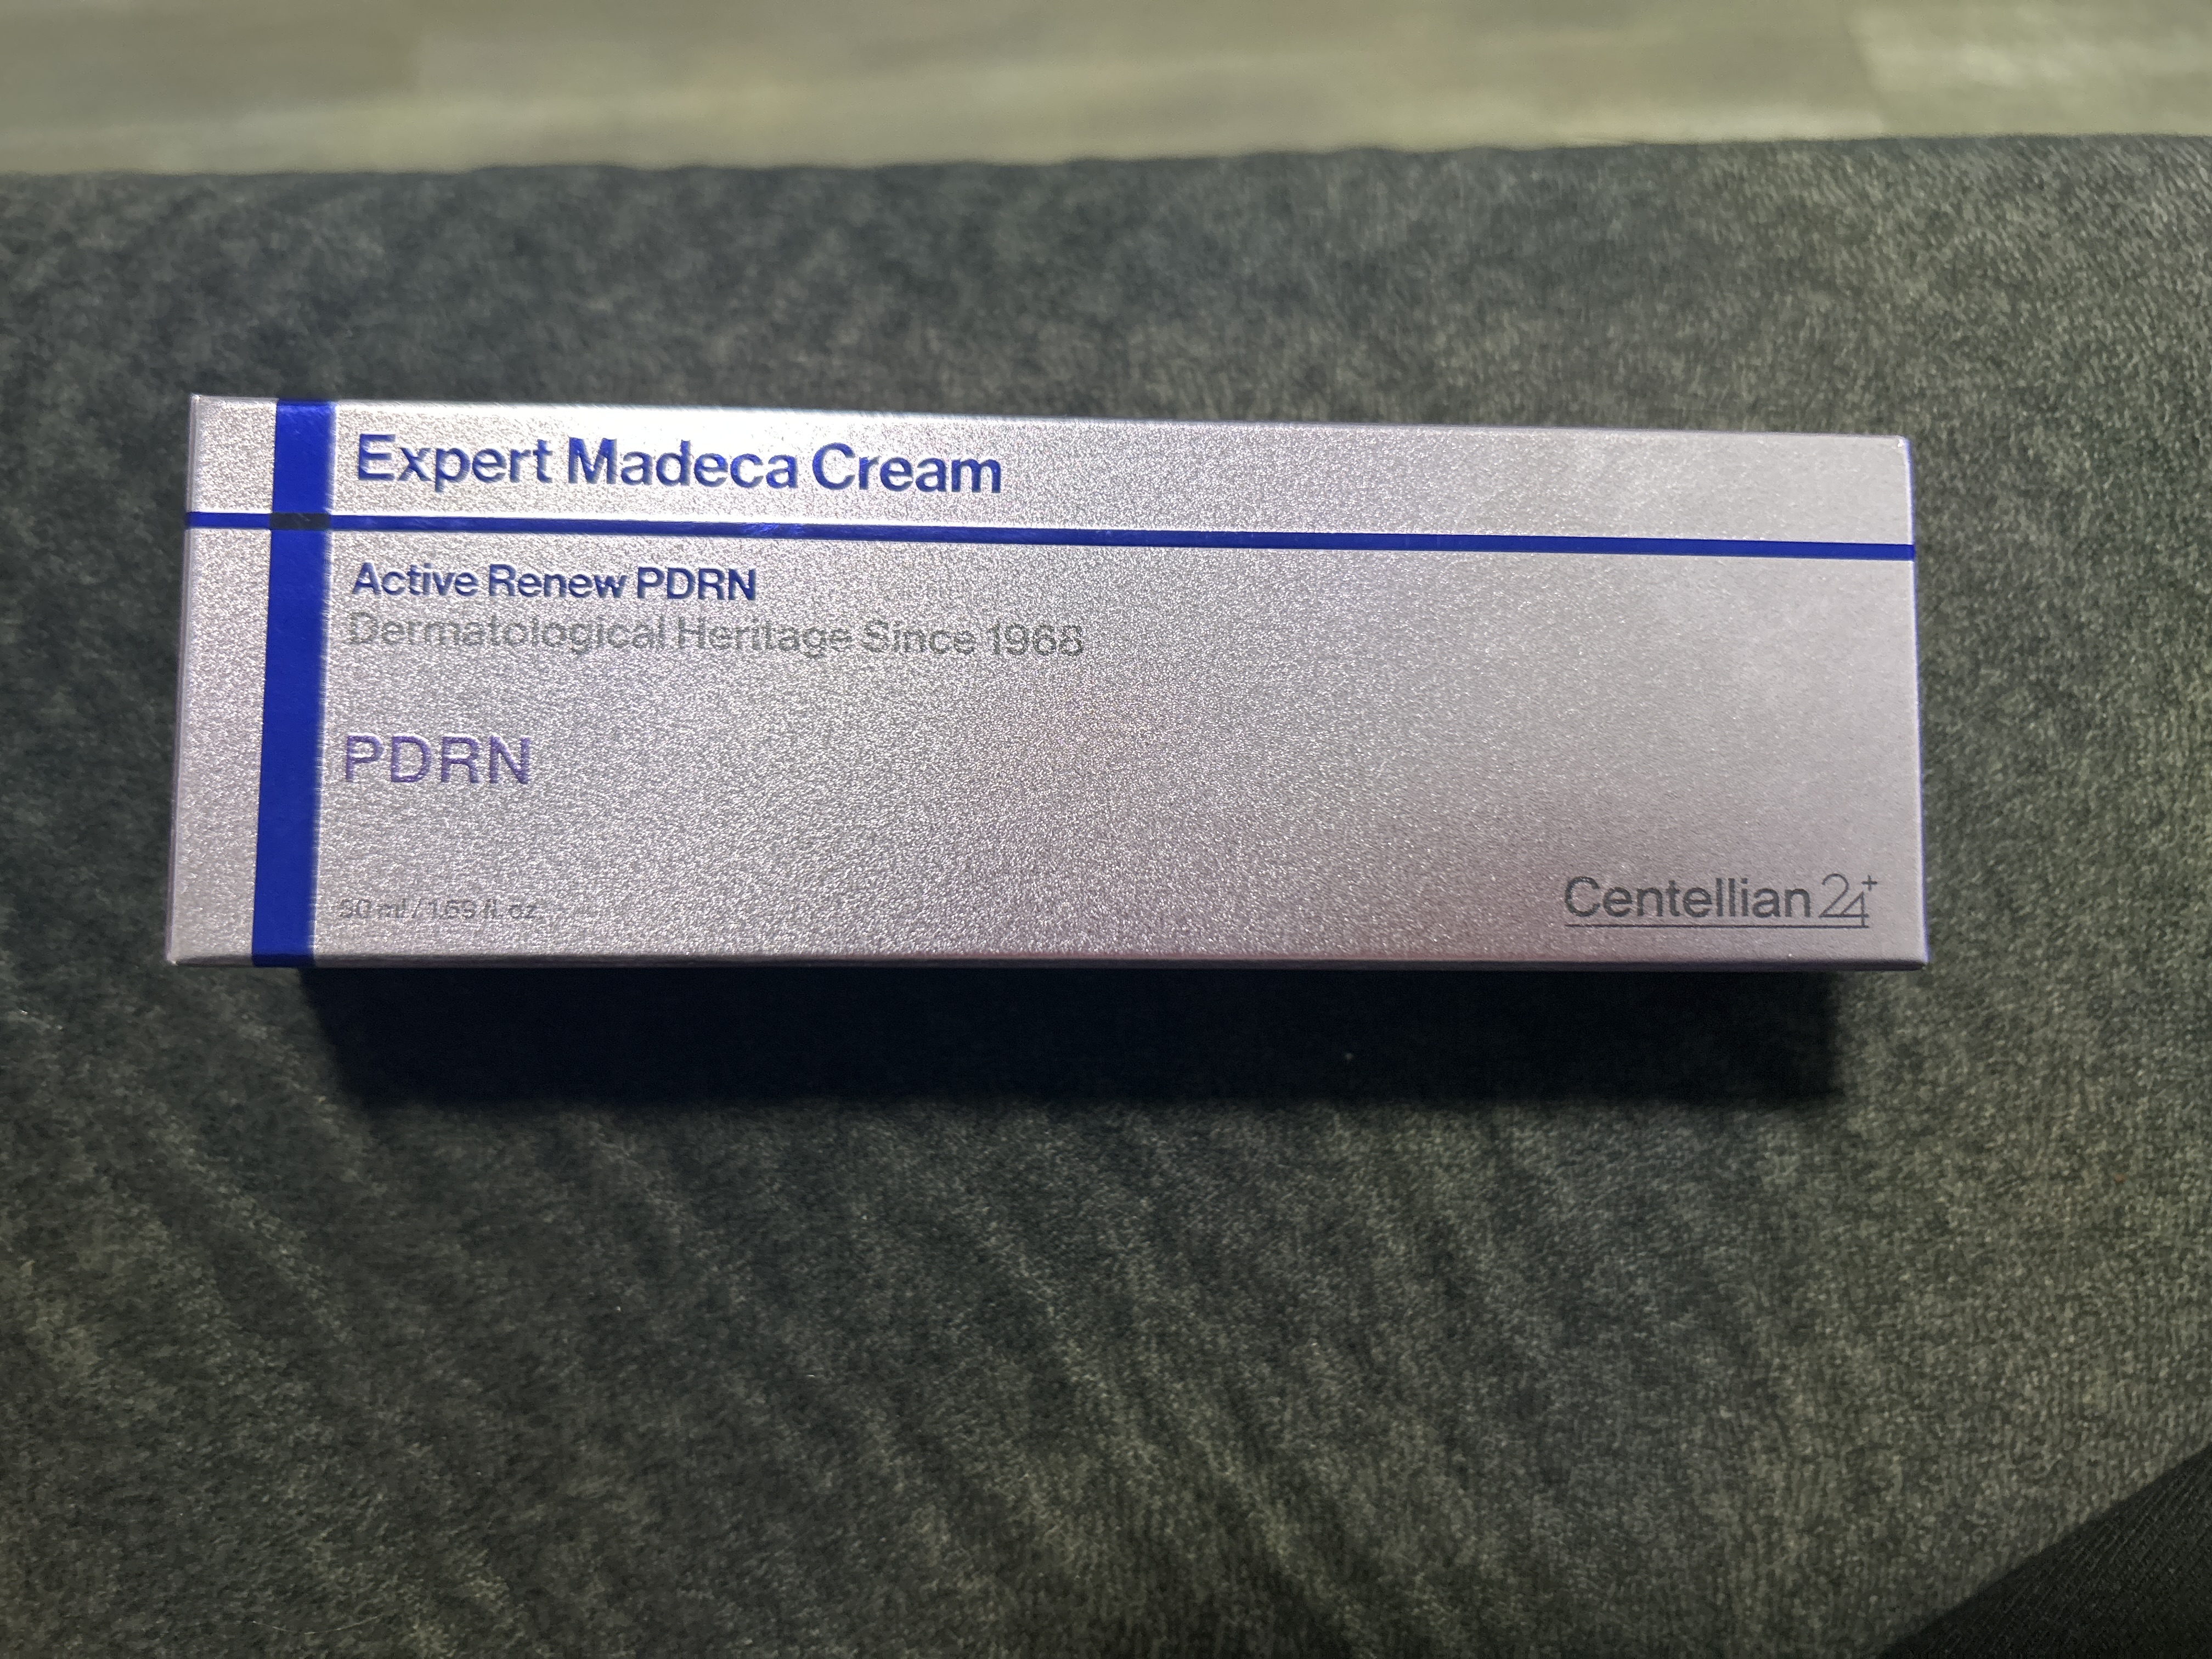 Expert Madeca Cream
Active Renew PDRN
Dermatological Heritage Since 1968
PDRN
50 ml / 1.69 fl. oz
Centellian 24+